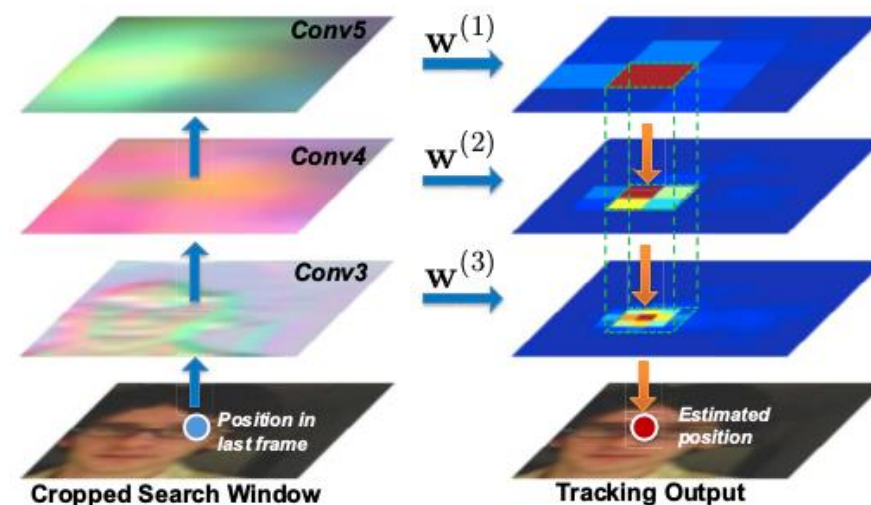 Conv5
w(1)
Conv4
w(2)
Conv3
w(3)
Position in
last frame
Estimated
position
Cropped Search Window
Tracking Output